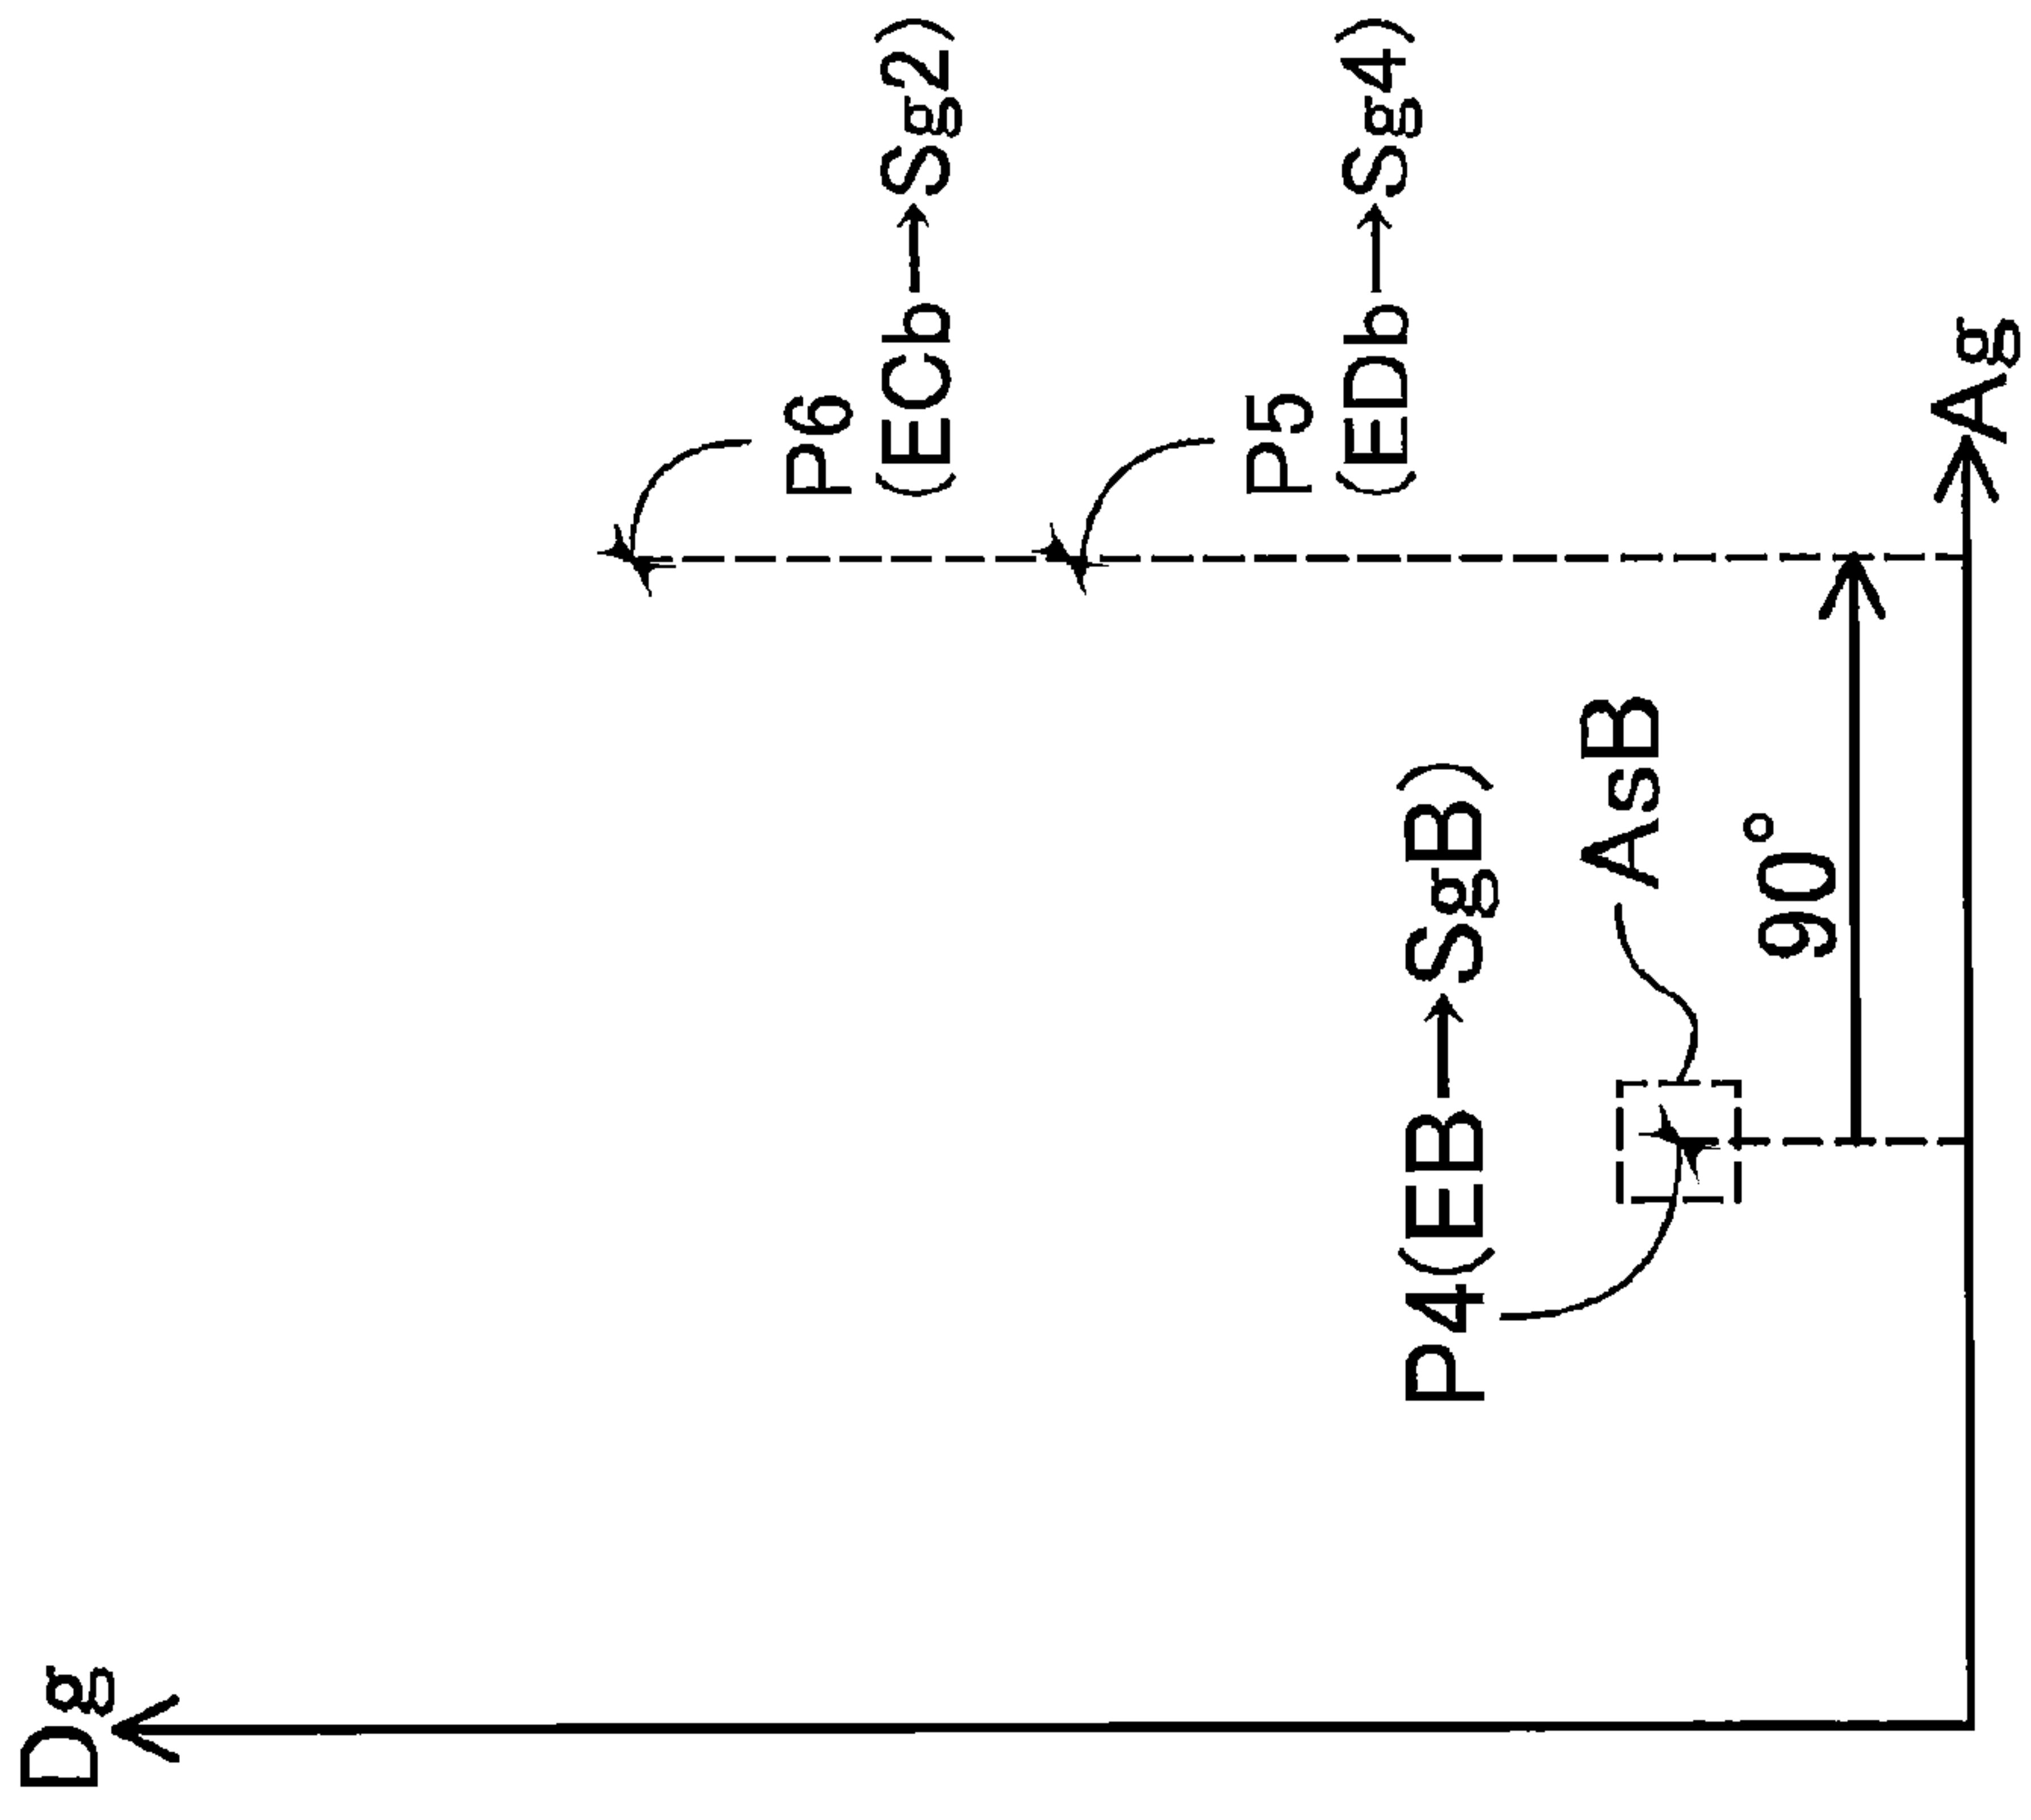 Dg
P6
(ECb→Sg2)
P5
(EDb→Sg4)
P4(EB→SgB)
AsB
90°
Ag